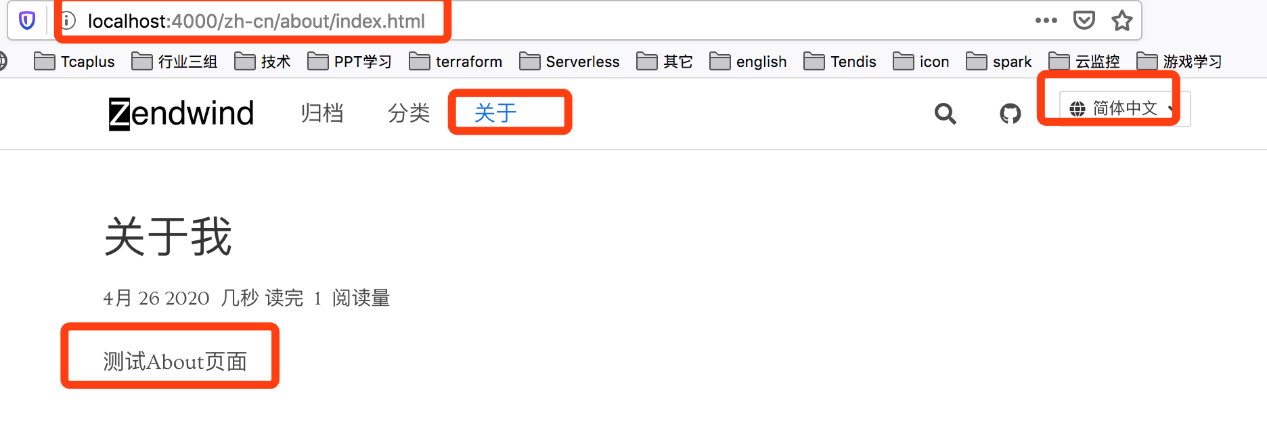 localhost:4000/zh-cn/about/index.html
Tcaplus 行业三组 技术 PPT学习 terraform Serverless 其它 english Tendis icon spark 云监控 游戏学习
Zendwind 归档 分类 关于 简体中文
关于我
4月 26 2020 几秒 读完 1 阅读量
测试About页面